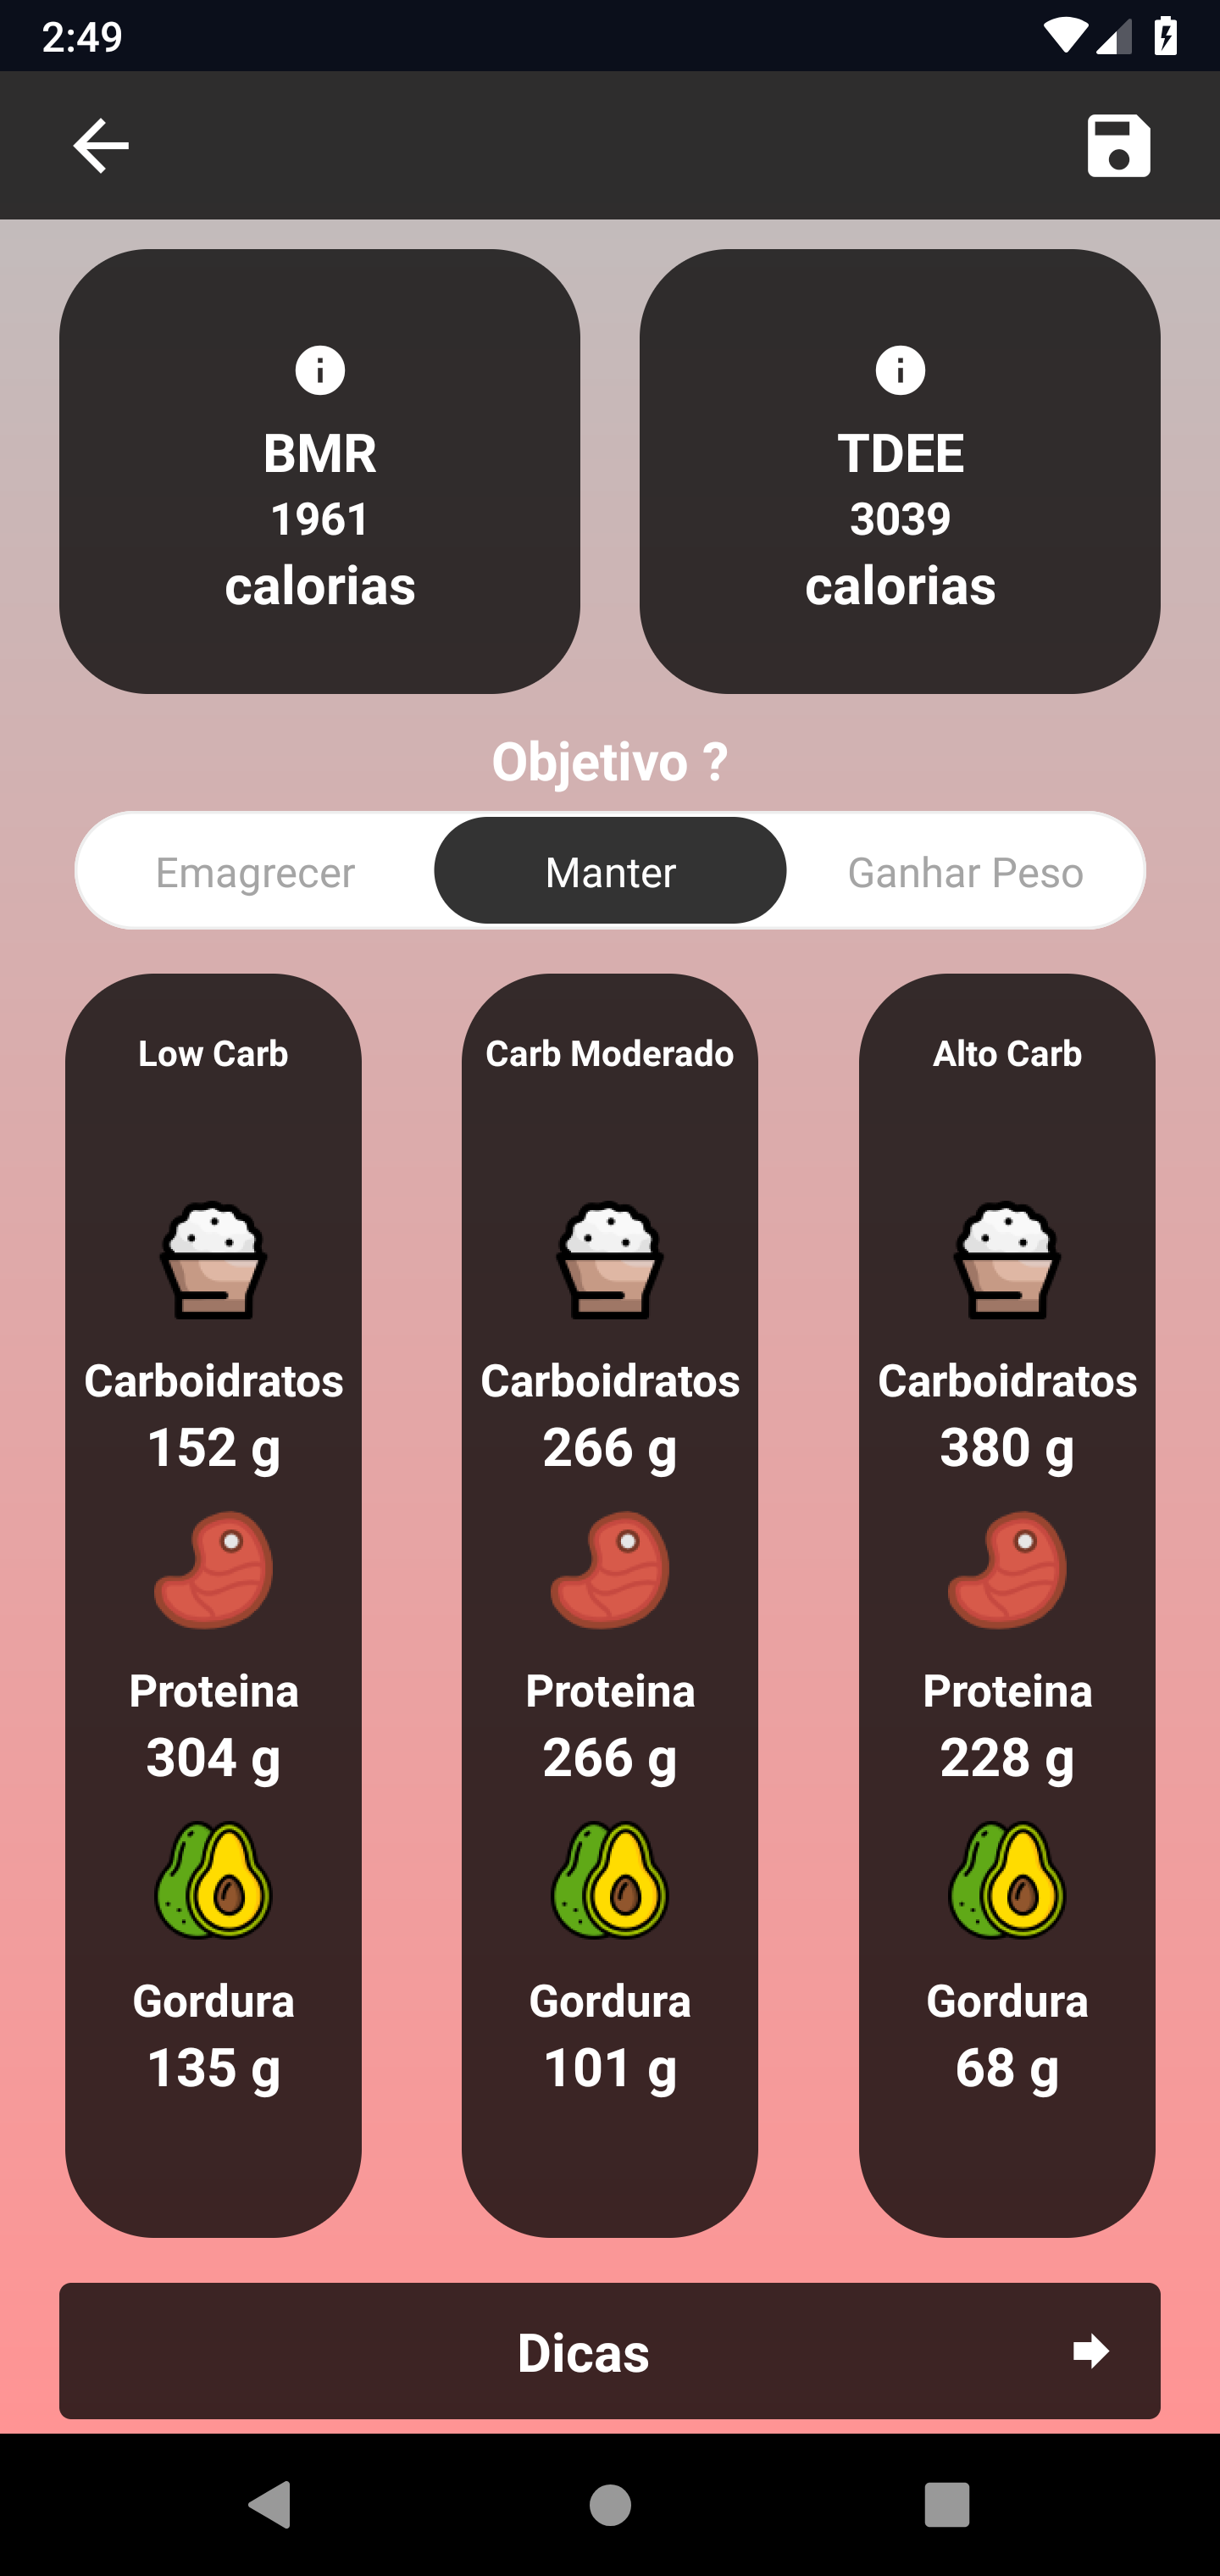 2:49
BMR
1961
calorias
TDEE
3039
calorias
Objetivo ?
Emagrecer
Manter
Ganhar Peso
Low Carb
Carboidratos
152 g
Proteina
304 g
Gordura
135 g
Carb Moderado
Carboidratos
266 g
Proteina
266 g
Gordura
101 g
Alto Carb
Carboidratos
380 g
Proteina
228 g
Gordura
68 g
Dicas